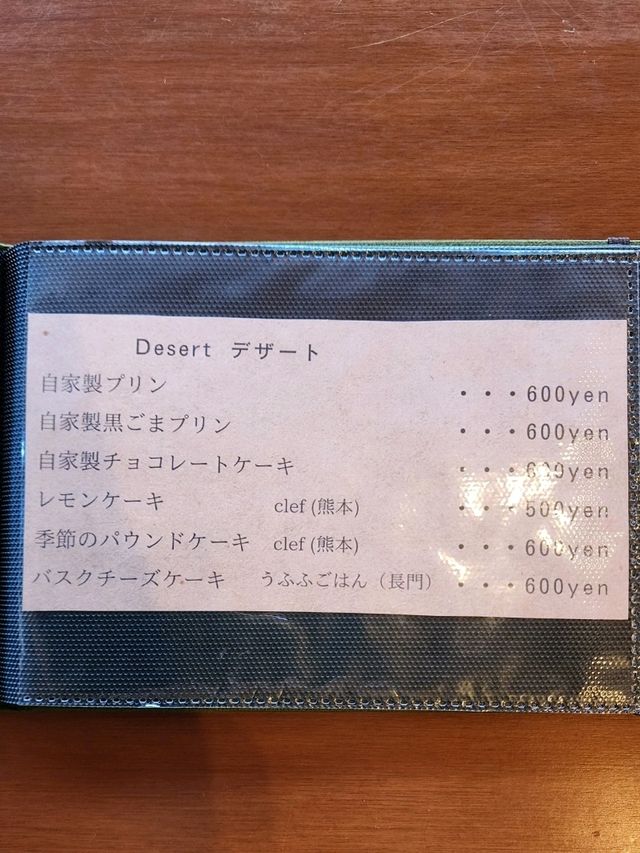 Desert デザート
自家製プリン ・・・600yen
自家製黒ごまプリン ・・・600yen
自家製チョコレートケーキ ・・・600yen
レモンケーキ clef (熊本) ・・・500yen
季節のパウンドケーキ clef (熊本) ・・・600yen
バスクチーズケーキ うふふごはん（長門） ・・・600yen